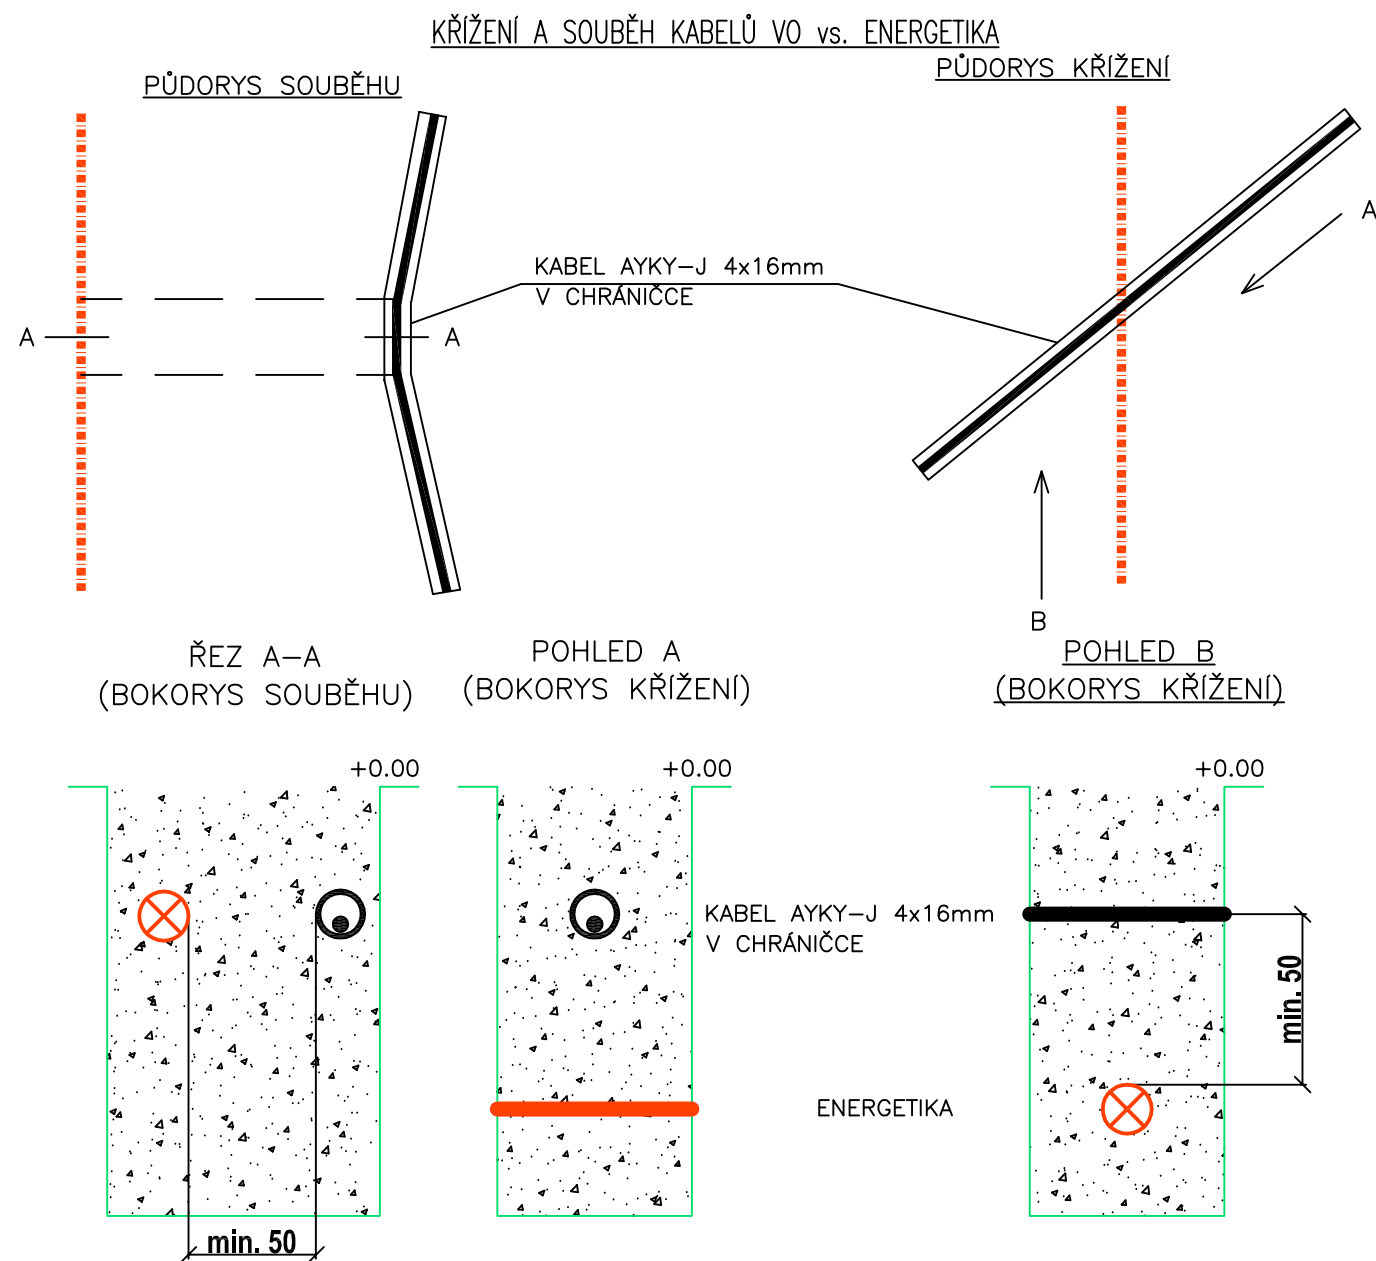 KŘÍŽENÍ A SOUBĚH KABELŮ VO vs. ENERGETIKA
PŮDORYS SOUBĚHU
PŮDORYS KŘÍŽENÍ
A
KABEL AYKY-J 4x16mm
V CHRÁNIČCE
A
A
B
ŘEZ A-A
(BOKORYS SOUBĚHU)
POHLED A
(BOKORYS KŘÍŽENÍ)
POHLED B
(BOKORYS KŘÍŽENÍ)
+0.00
+0.00
+0.00
KABEL AYKY-J 4x16mm
V CHRÁNIČCE
min. 50
ENERGETIKA
min. 50